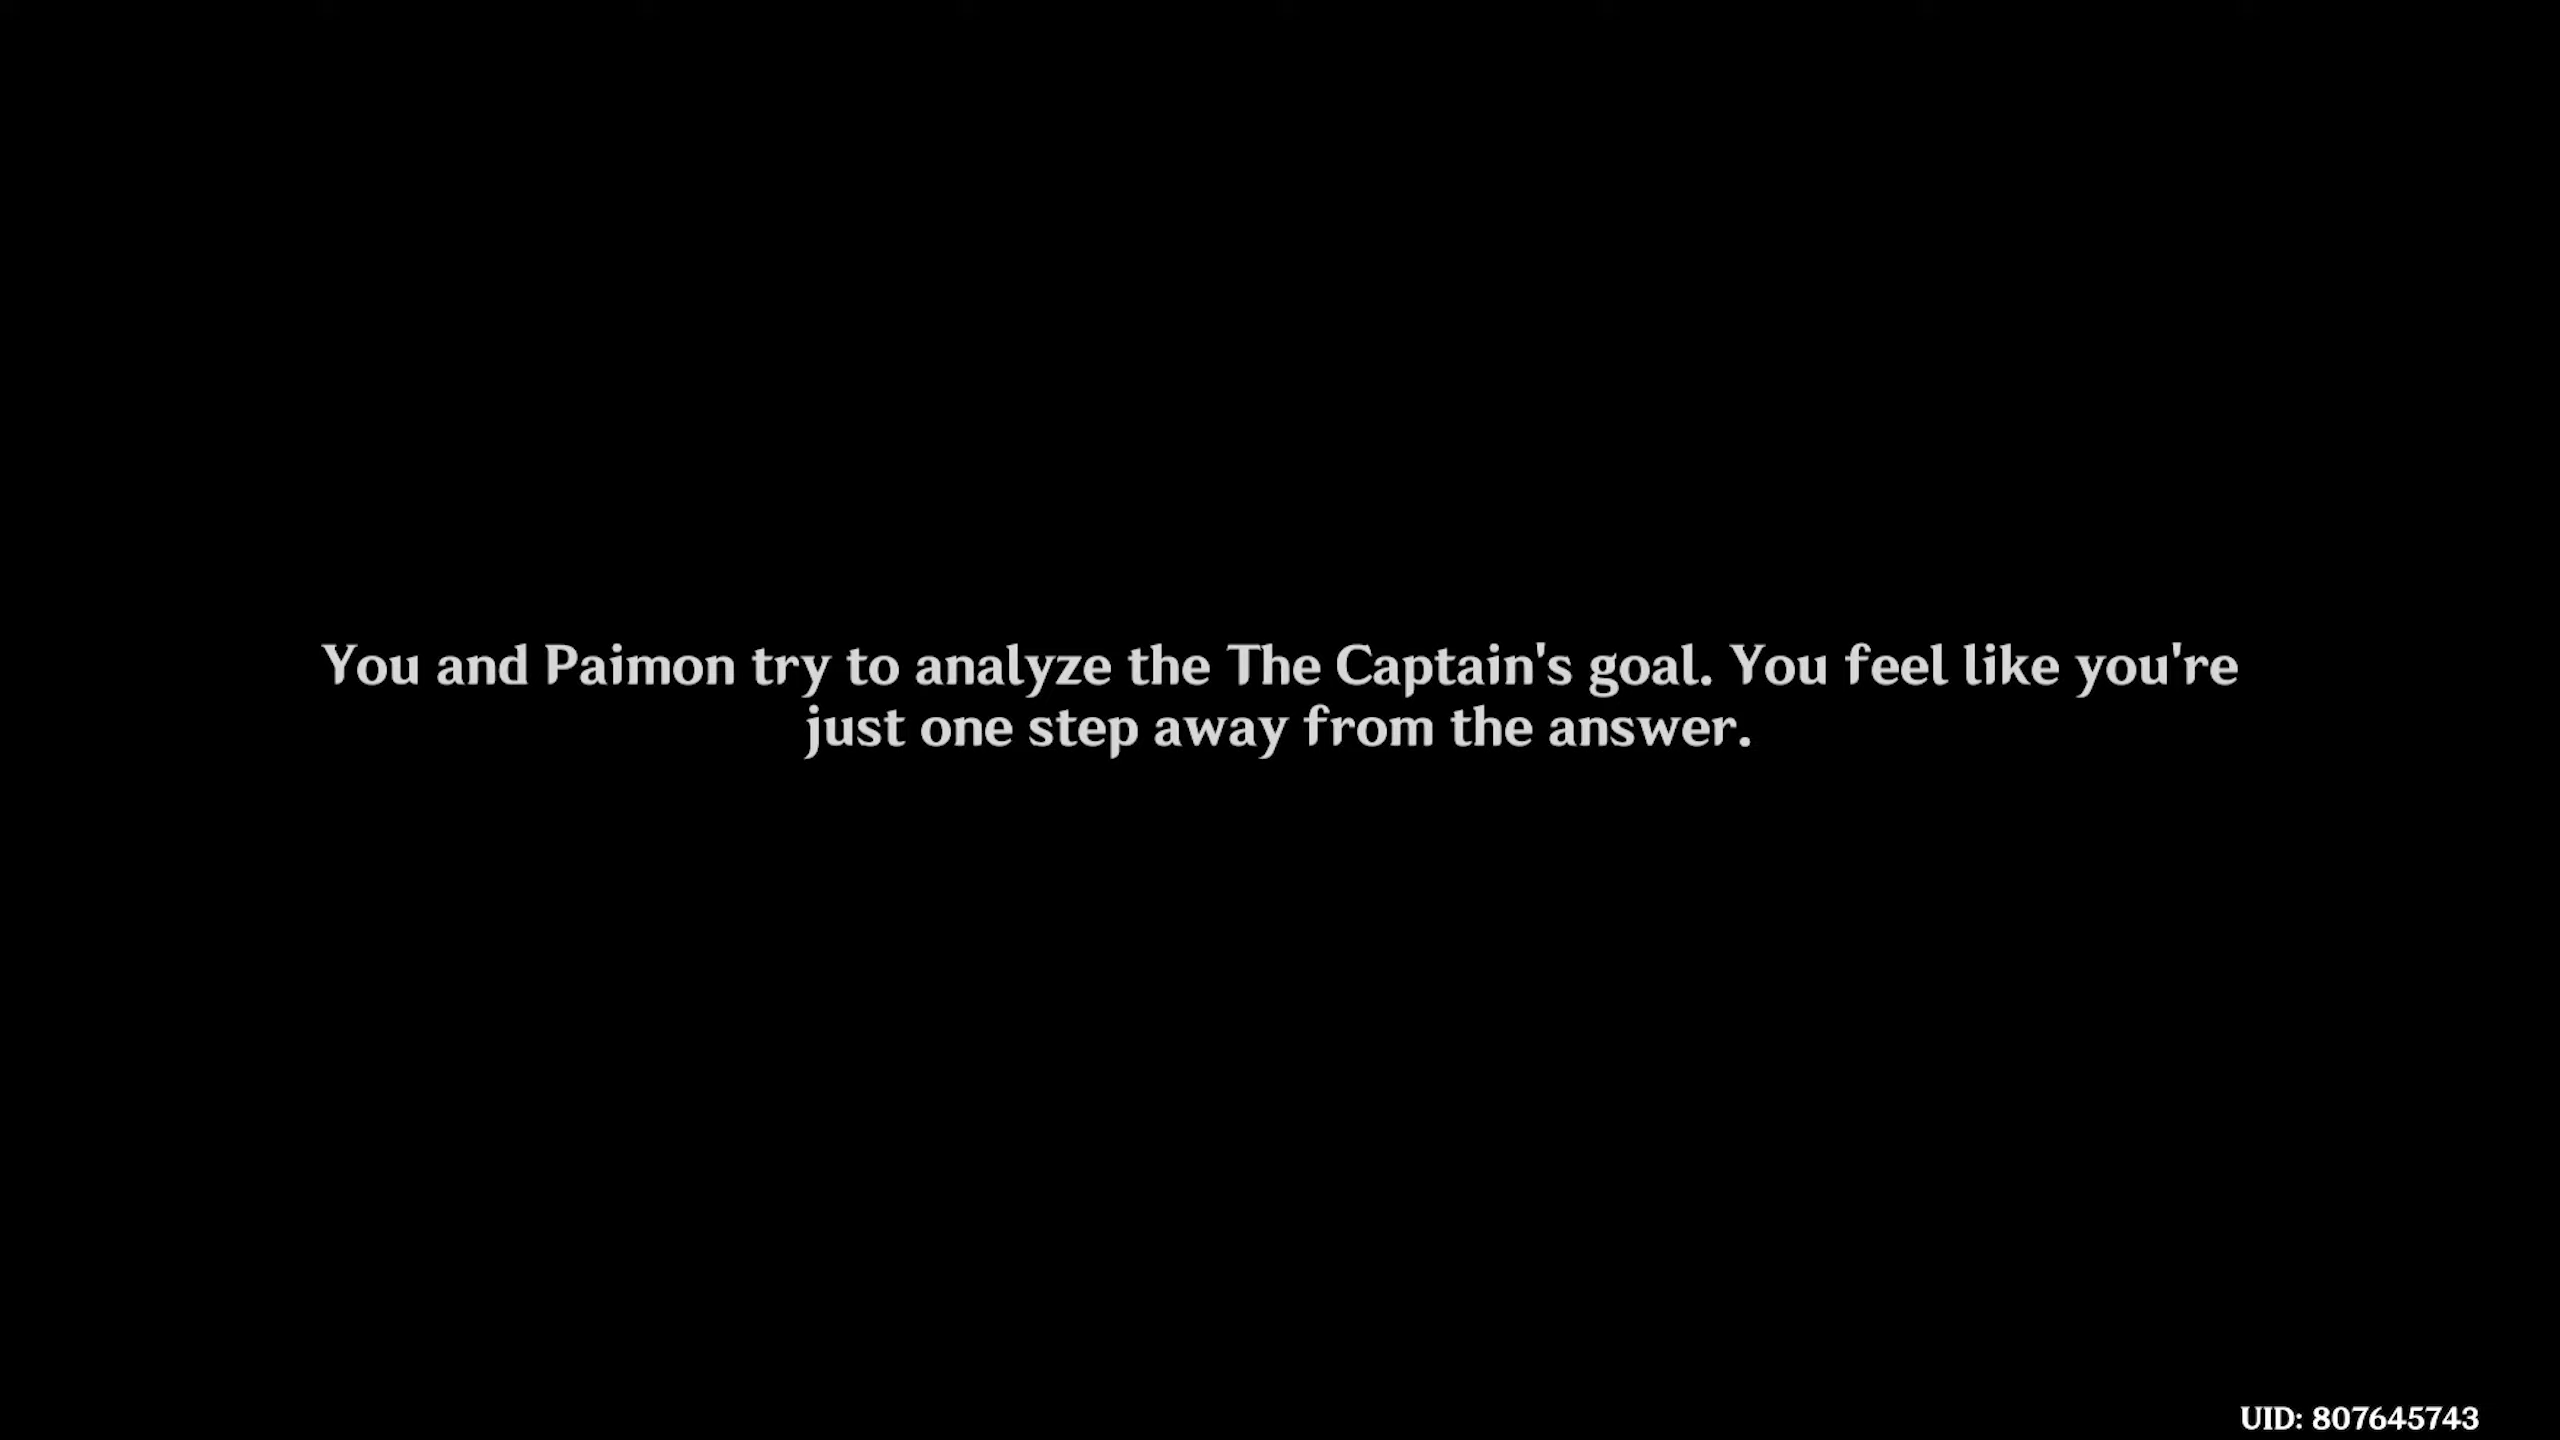 You and Paimon try to analyze the The Captain's goal. You feel like you're
just one step away from the answer.
UID: 807645743